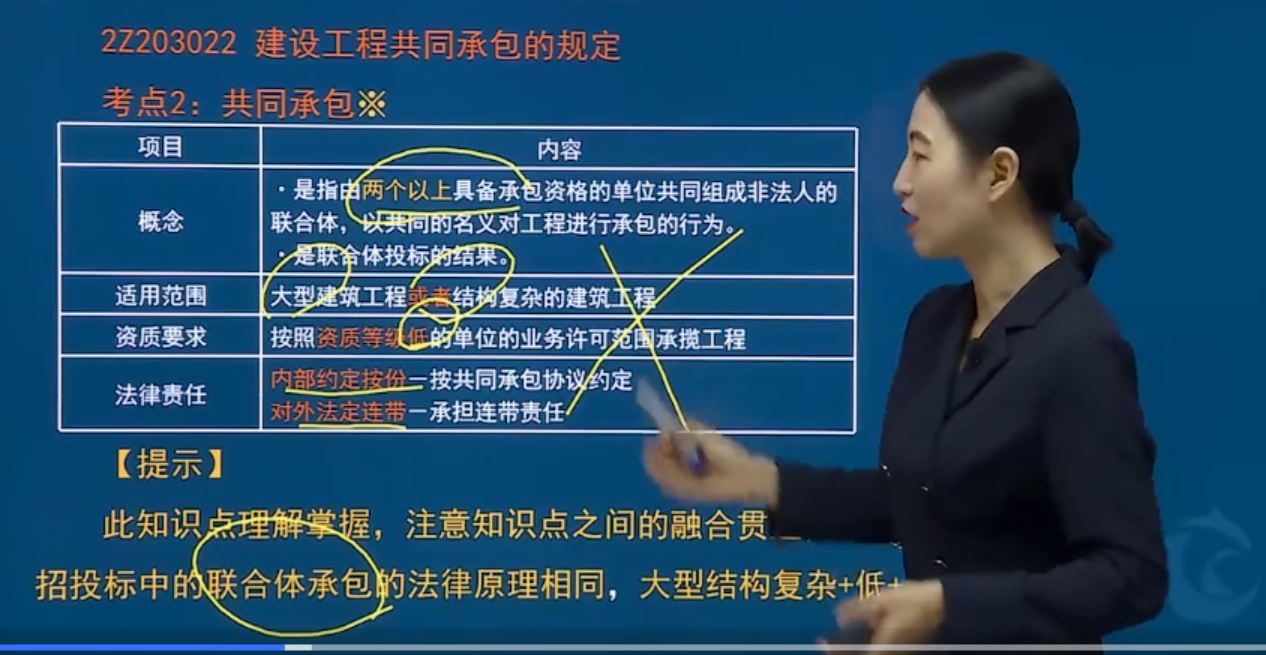 2Z203022 建设工程共同承包的规定
考点2：共同承包※
项目
内容
概念
·是指由两个以上具备承包资格的单位共同组成非法人的
联合体，以共同的名义对工程进行承包的行为。
·是联合体投标的结果。
适用范围
大型建筑工程或者结构复杂的建筑工程
资质要求
按照资质等级低的单位的业务许可范围承揽工程
法律责任
内部约定按份—按共同承包协议约定
对外法定连带—承担连带责任
【提示】
此知识点理解掌握，注意知识点之间的融合贯
招投标中的联合体承包的法律原理相同，大型结构复杂+低+